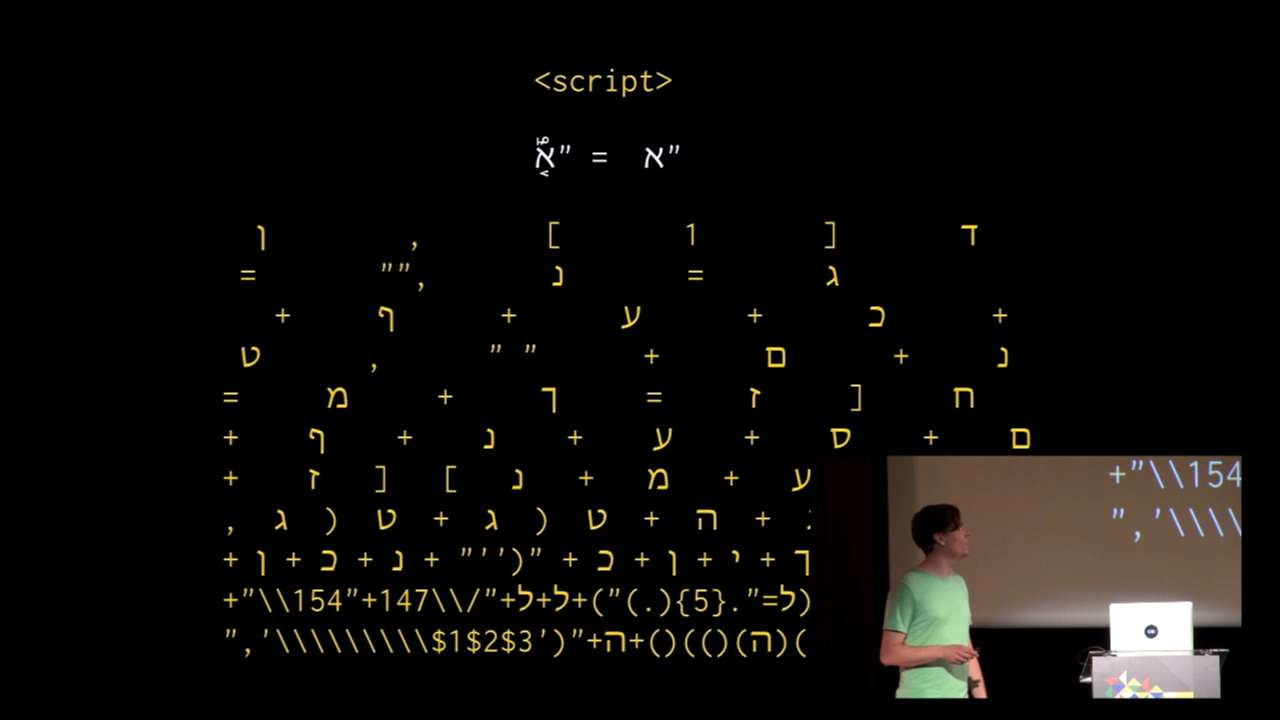 <script>
אֳ֯֟" = א"
ן , [ 1 ] ד
= "", נ = ג
+ ף + ע + כ +
ט , " " + ם + נ
= מ + ך = ז ] ח
+ ף + נ + ע + ס + ם
+ ז ] [ נ + מ + ע
, ג ) ט + ג ) ט + ה +
+ ן + כ + נ + "'')" + כ + ן + י + ך
+"\\154"+147\\/"+ל+ל+("(.){5}."=ל)
","\\\\\\\\\$1$2$3')"+ה+()(()(ה)(
+"\\154
",'\\\\